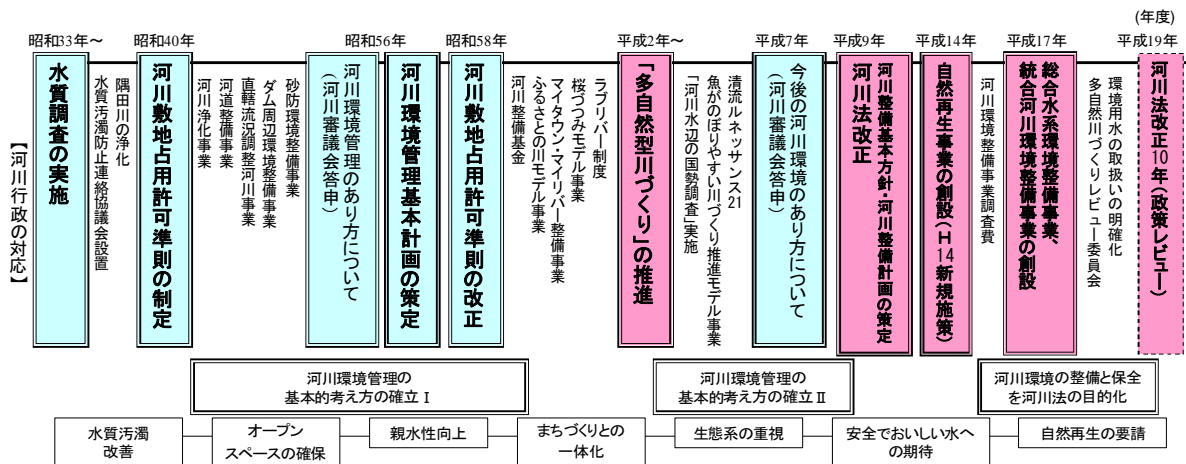 (年度)
昭和33年~
昭和40年
昭和56年
昭和58年
平成2年~
平成7年
平成9年
平成14年
平成17年
平成19年
【河川行政の対応】
水質調査の実施
水質汚濁防止連絡協議会設置
隅田川の浄化
河川敷地占用許可準則の制定
河川浄化事業
河道整備事業
直轄流況調整河川事業
ダム周辺環境整備事業
砂防環境整備事業
河川環境管理のあり方について
(河川審議会答申)
河川環境管理基本計画の策定
河川敷地占用許可準則の改正
河川整備基金
ふるさとの川モデル事業
マイタウン・マイリバー整備事業
桜づつみモデル事業
ラブリバー制度
「多自然型川づくり」の推進
「河川水辺の国勢調査」実施
魚がのぼりやすい川づくり推進モデル事業
清流ルネッサンス21
今後の河川環境のあり方について
(河川審議会答申)
河川法改正
河川整備基本方針・河川整備計画の策定
自然再生事業の創設(H14新規施策)
河川環境整備事業調査費
総合水系環境整備事業、
統合河川環境整備事業の創設
多自然川づくりレビュー委員会
環境用水の取扱いの明確化
河川法改正10年(政策レビュー)
河川環境管理の
基本的考え方の確立Ⅰ
河川環境管理の
基本的考え方の確立Ⅱ
河川環境の整備と保全
を河川法の目的化
水質汚濁
改善
オープン
スペースの確保
親水性向上
まちづくりとの
一体化
生態系の重視
安全でおいしい水へ
の期待
自然再生の要請